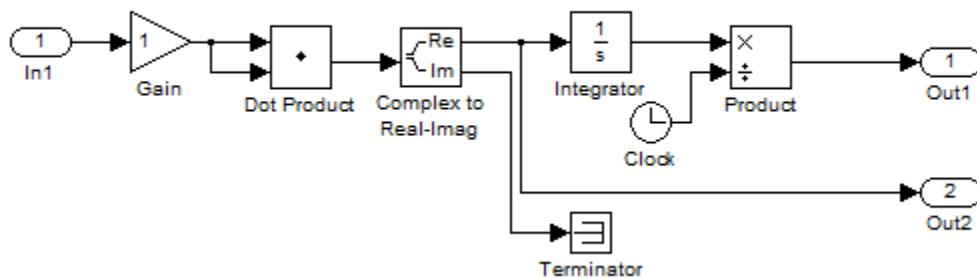 1
In1
1
Gain
Dot Product
Re
Im
Complex to
Real-Imag
1
s
Integrator
Clock
×
÷
Product
1
Out1
2
Out2
Terminator